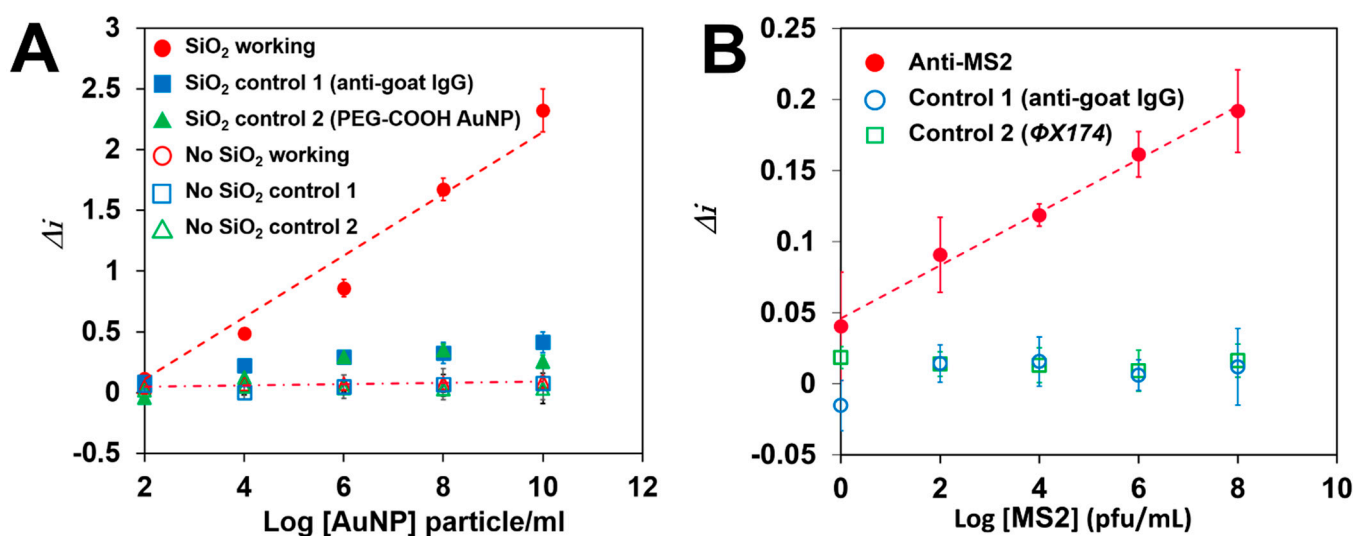 A
3
2.5
2
1.5
1
0.5
0
-0.5
Δi
SiO₂ working
SiO₂ control 1 (anti-goat IgG)
SiO₂ control 2 (PEG-COOH AuNP)
No SiO₂ working
No SiO₂ control 1
No SiO₂ control 2
2 4 6 8 10 12
Log [AuNP] particle/ml
B
0.25
0.2
0.15
0.1
0.05
0
-0.05
Δi
Anti-MS2
Control 1 (anti-goat IgG)
Control 2 (ΦX174)
0 2 4 6 8 10
Log [MS2] (pfu/mL)